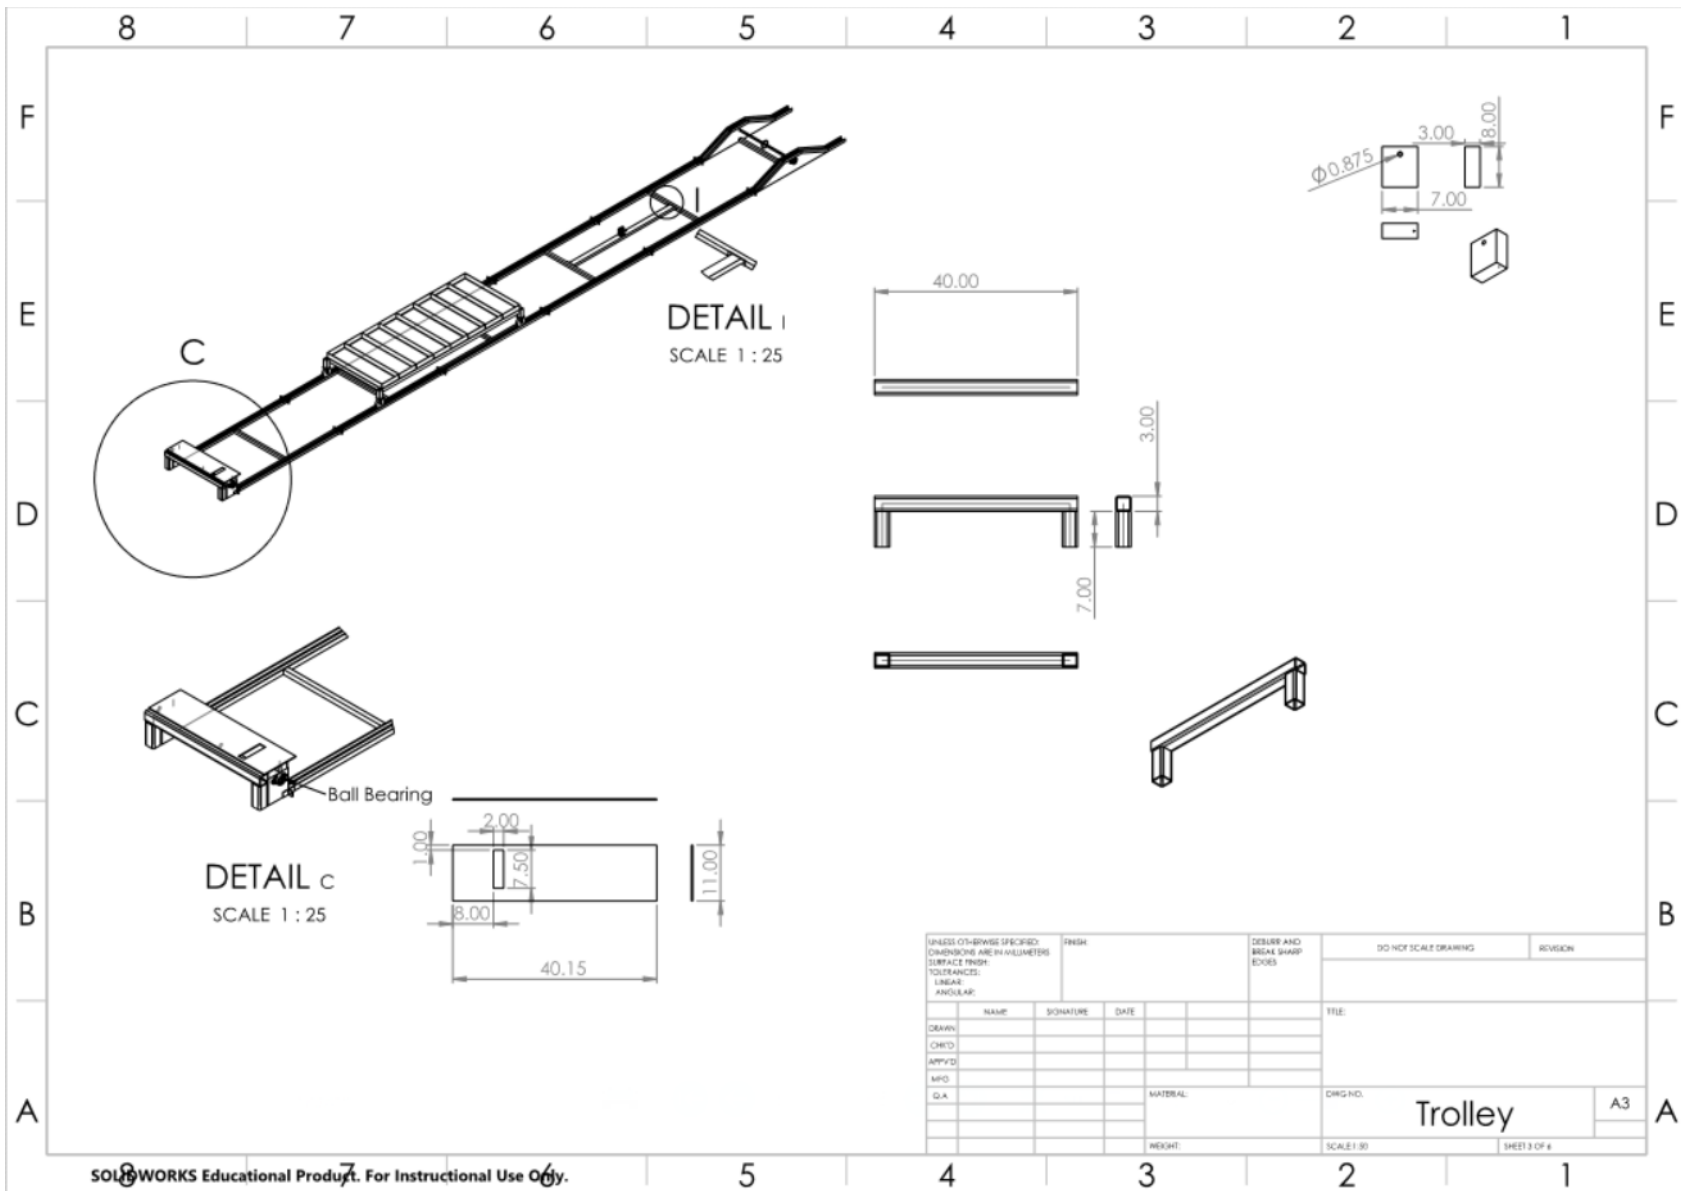 8 7 6 5 4 3 2 1
F F
Φ0.875
3.00
8.00
7.00
I
DETAIL I
SCALE 1 : 25
E E
C
40.00
3.00
7.00
D D
C C
Ball Bearing
DETAIL C
SCALE 1 : 25
1.00
2.00
7.50
8.00
11.00
40.15
B B
UNLESS OTHERWISE SPECIFIED:
DIMENSIONS ARE IN MILLIMETERS
SURFACE FINISH:
TOLERANCES:
LINEAR:
ANGULAR:
FINISH:
DEBURR AND
BREAK SHARP
EDGES
DO NOT SCALE DRAWING
REVISION
NAME SIGNATURE DATE
TITLE:
DRAWN
CHK'D
APPV'D
MFG
Q.A
MATERIAL:
DWG NO.
Trolley
A3
WEIGHT:
SCALE:1:50
SHEET 3 OF 6
A A
8 7 6 5 4 3 2 1
SOLIDWORKS Educational Product. For Instructional Use Only.